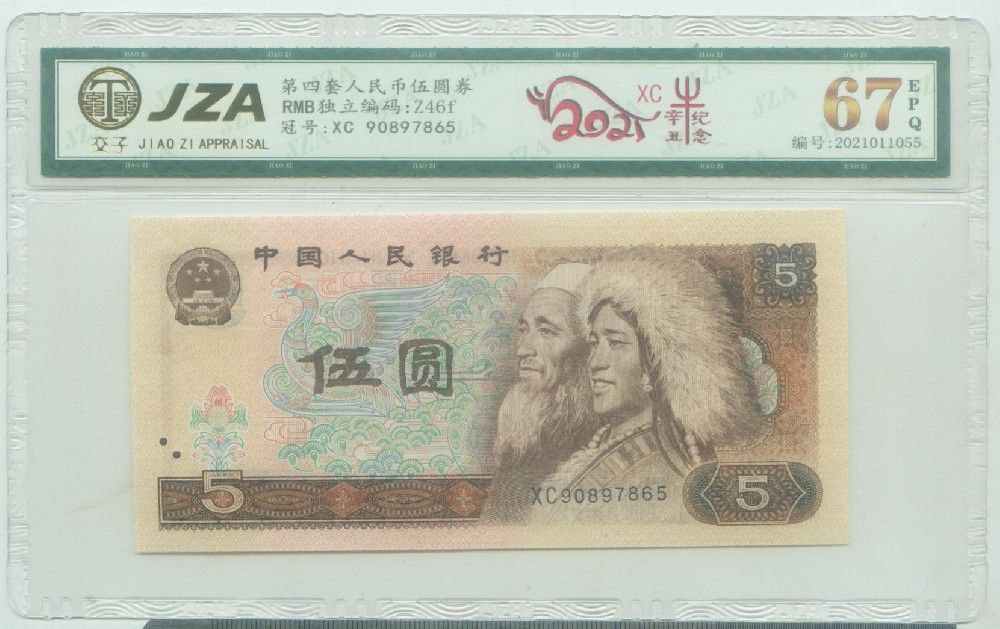 JZA
交子 JIAO ZI APPRAISAL
第四套人民币伍圆券
RMB独立编码:Z46f
冠号:XC 90897865
2021
XC
辛丑
牛
纪念
67
EPQ
编号:2021011055
中国人民银行
5
伍圆
5
XC90897865
5